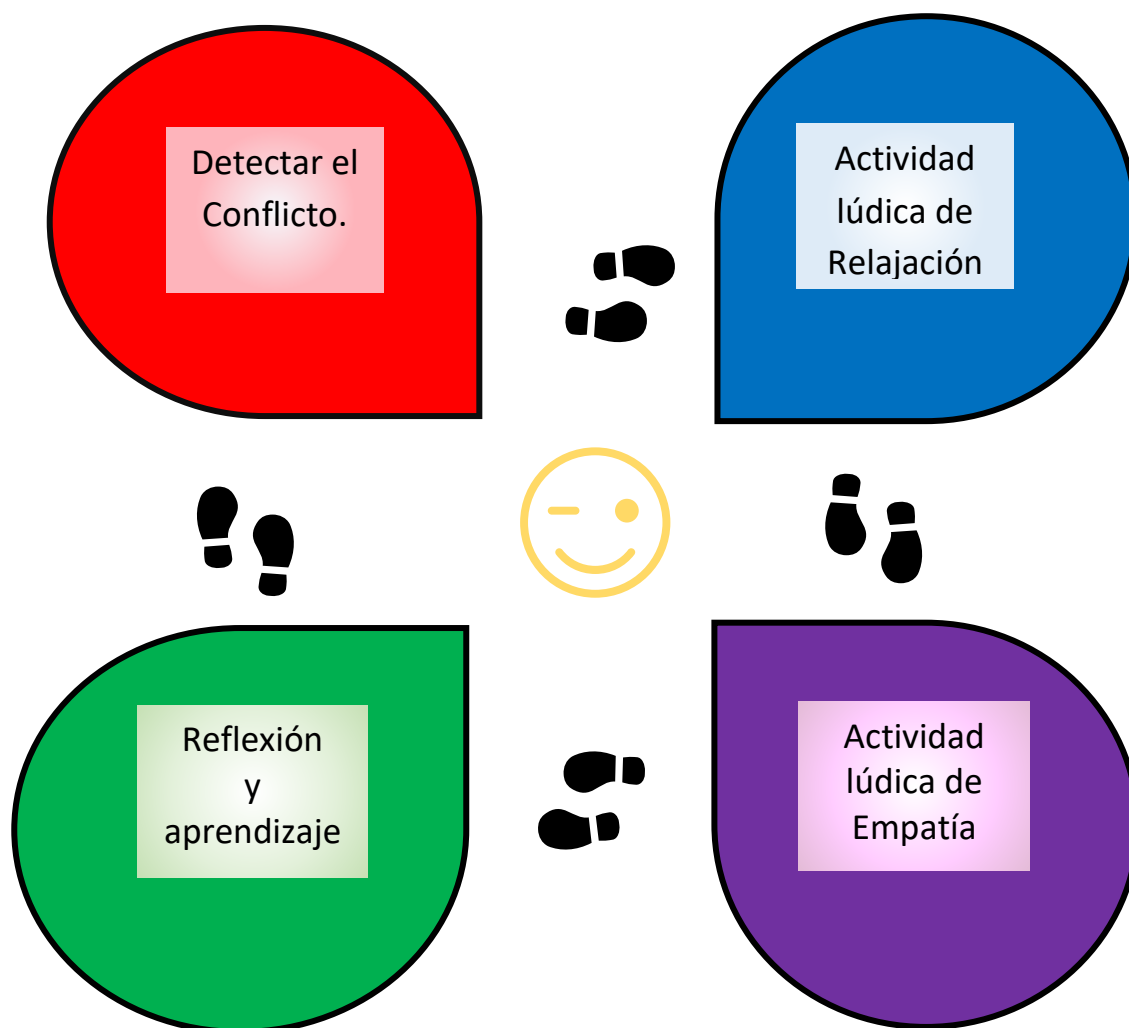 Detectar el
Conflicto.
Actividad
lúdica de
Relajación
Actividad
lúdica de
Empatía
Reflexión
y
aprendizaje